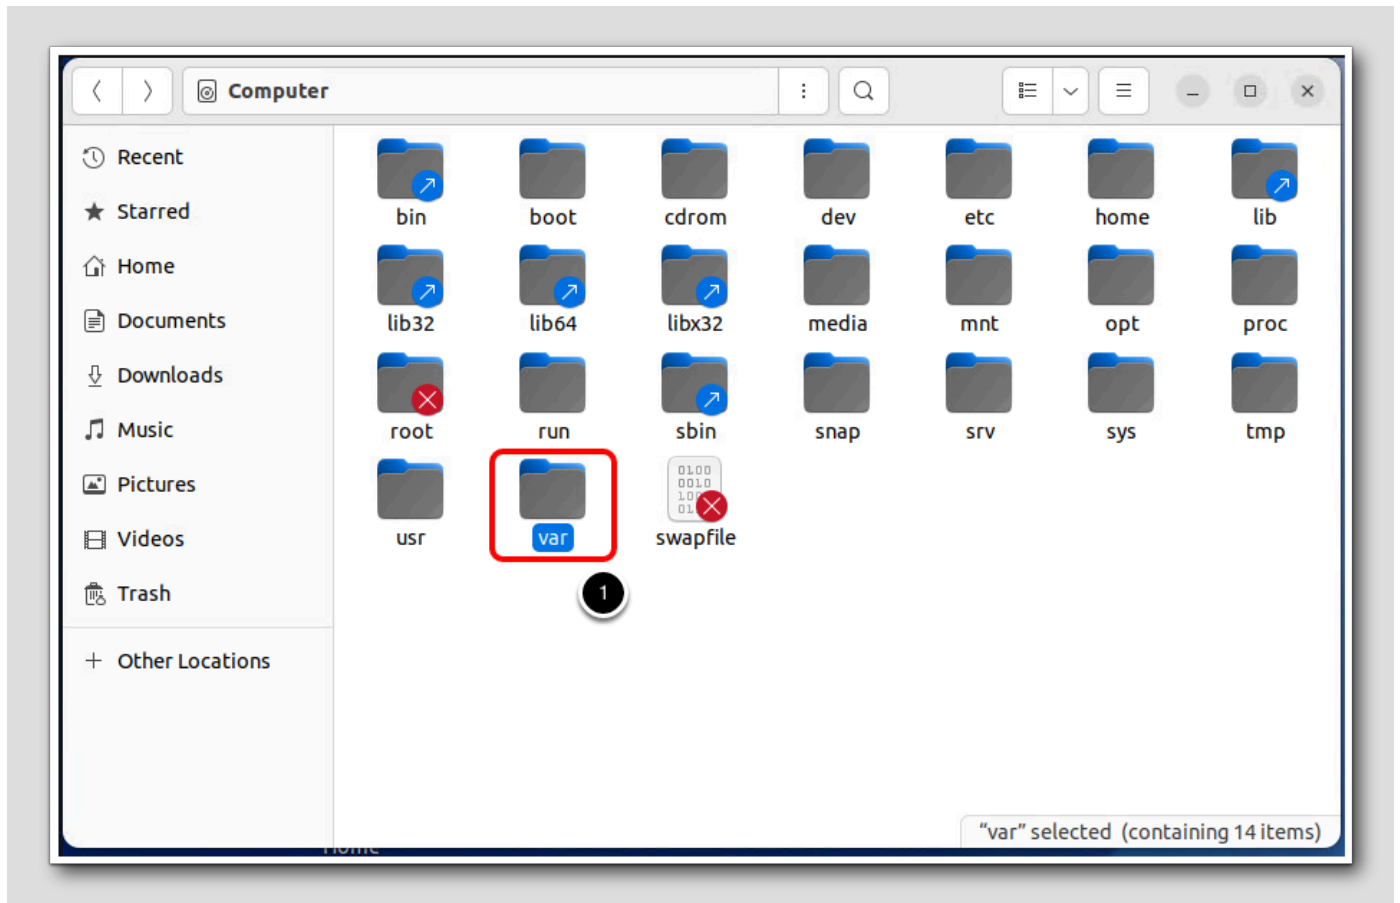 Computer
Recent
Starred
Home
Documents
Downloads
Music
Pictures
Videos
Trash
Other Locations
bin boot cdrom dev etc home lib
lib32 lib64 libx32 media mnt opt proc
root run sbin snap srv sys tmp
usr var swapfile
1
"var" selected (containing 14 items)